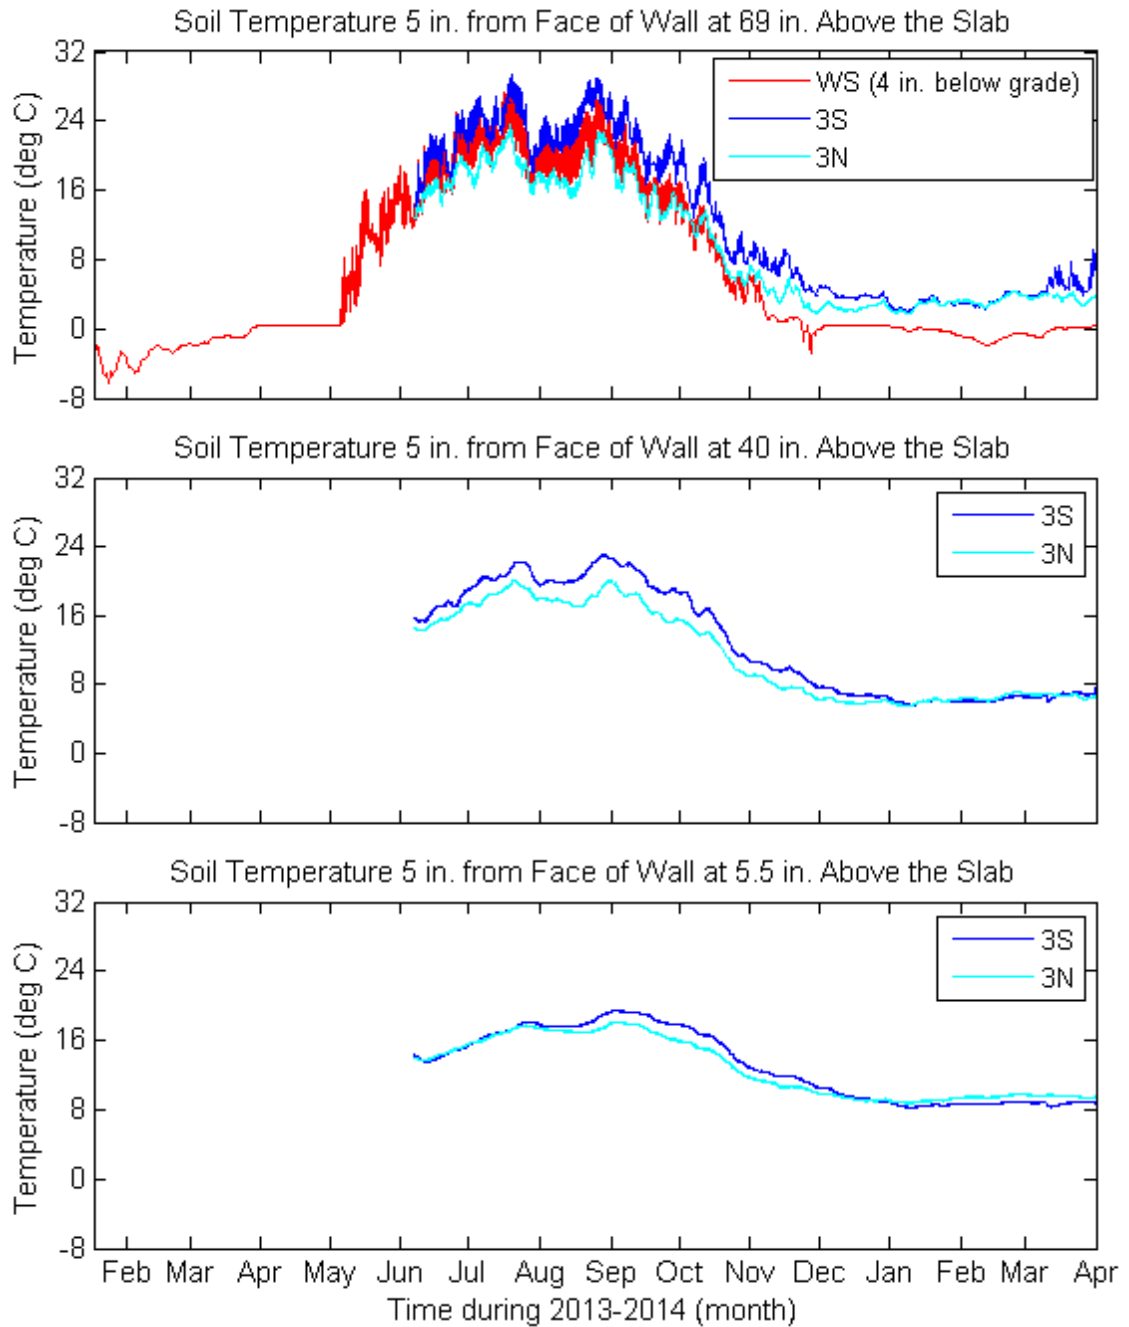 Soil Temperature 5 in. from Face of Wall at 69 in. Above the Slab
32
24
16
8
0
-8
Temperature (deg C)
WS (4 in. below grade)
3S
3N
Soil Temperature 5 in. from Face of Wall at 40 in. Above the Slab
32
24
16
8
0
-8
Temperature (deg C)
3S
3N
Soil Temperature 5 in. from Face of Wall at 5.5 in. Above the Slab
32
24
16
8
0
-8
Temperature (deg C)
3S
3N
Feb Mar Apr May Jun Jul Aug Sep Oct Nov Dec Jan Feb Mar Apr
Time during 2013-2014 (month)